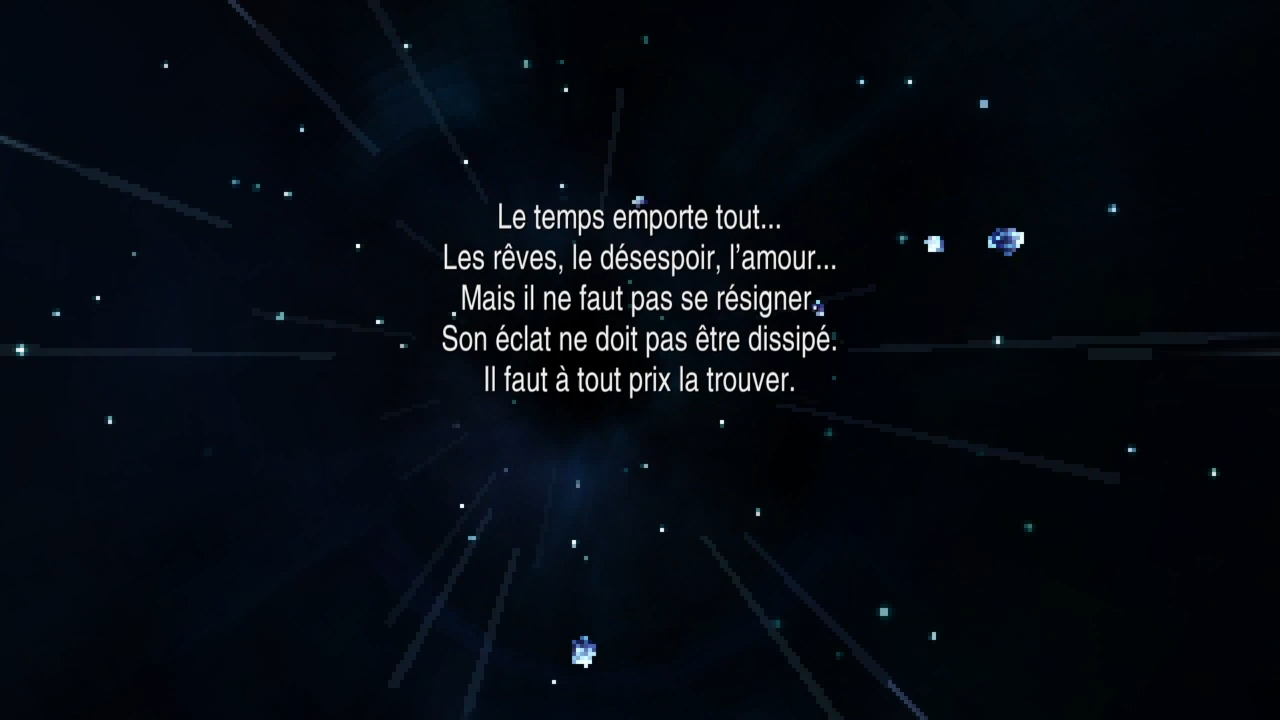 Le temps emporte tout...
Les rêves, le désespoir, l’amour...
Mais il ne faut pas se résigner.
Son éclat ne doit pas être dissipé.
Il faut à tout prix la trouver.